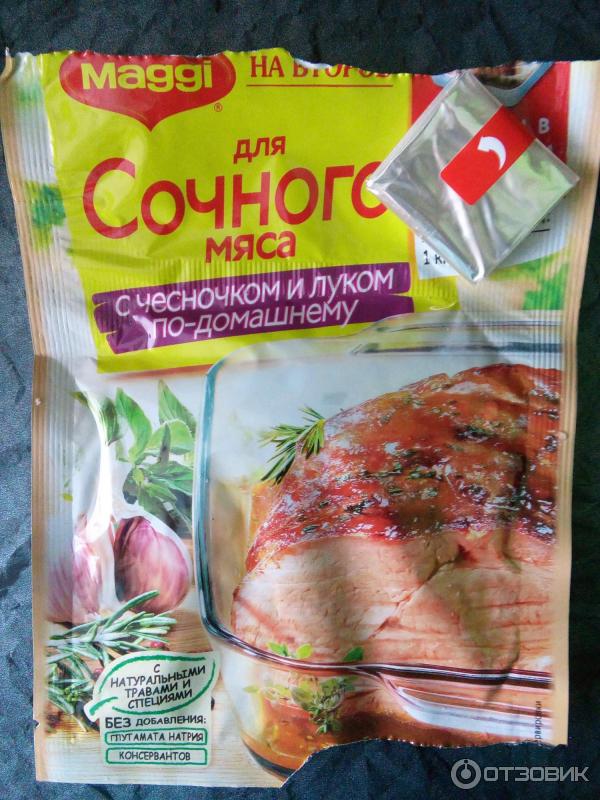 Maggi
®
НА ВТОРОЕ
для
Сочного
мяса
с чесночком и луком
по-домашнему
В
1 к
С
НАТУРАЛЬНЫМИ
ТРАВАМИ И
СПЕЦИЯМИ
БЕЗ ДОБАВЛЕНИЯ:
ГЛУТАМАТА НАТРИЯ
КОНСЕРВАНТОВ
ОТЗОВИК